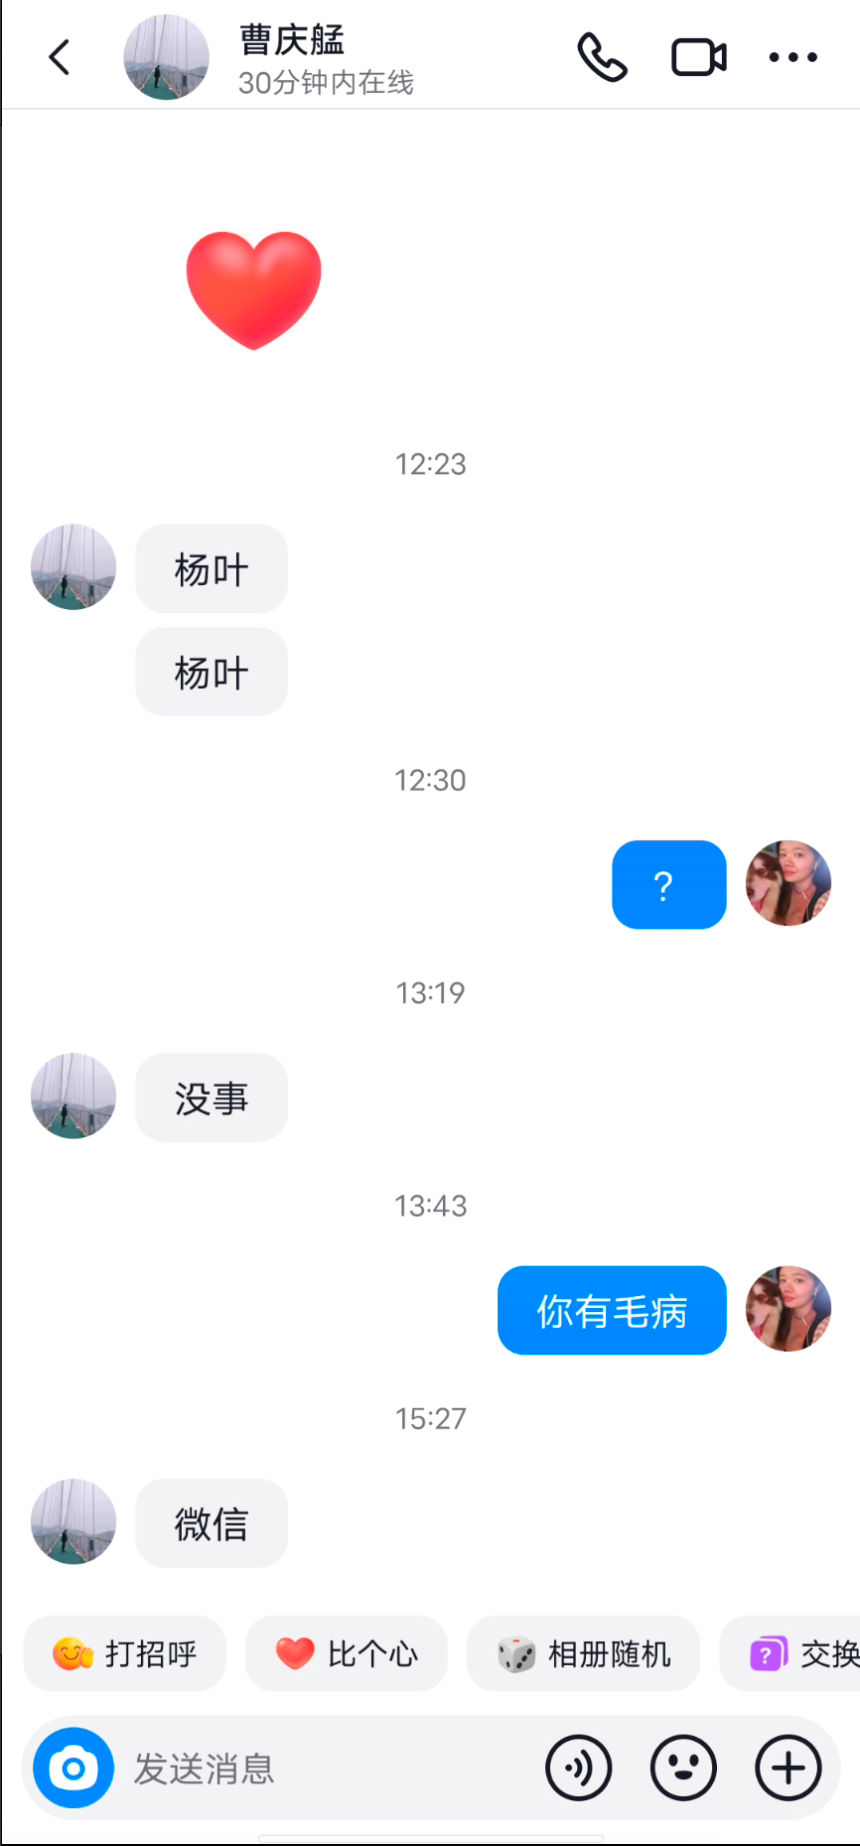 曹庆艋
30分钟内在线
12:23
杨叶
杨叶
12:30
?
13:19
没事
13:43
你有毛病
15:27
微信
打招呼
比个心
相册随机
?
交换
发送消息